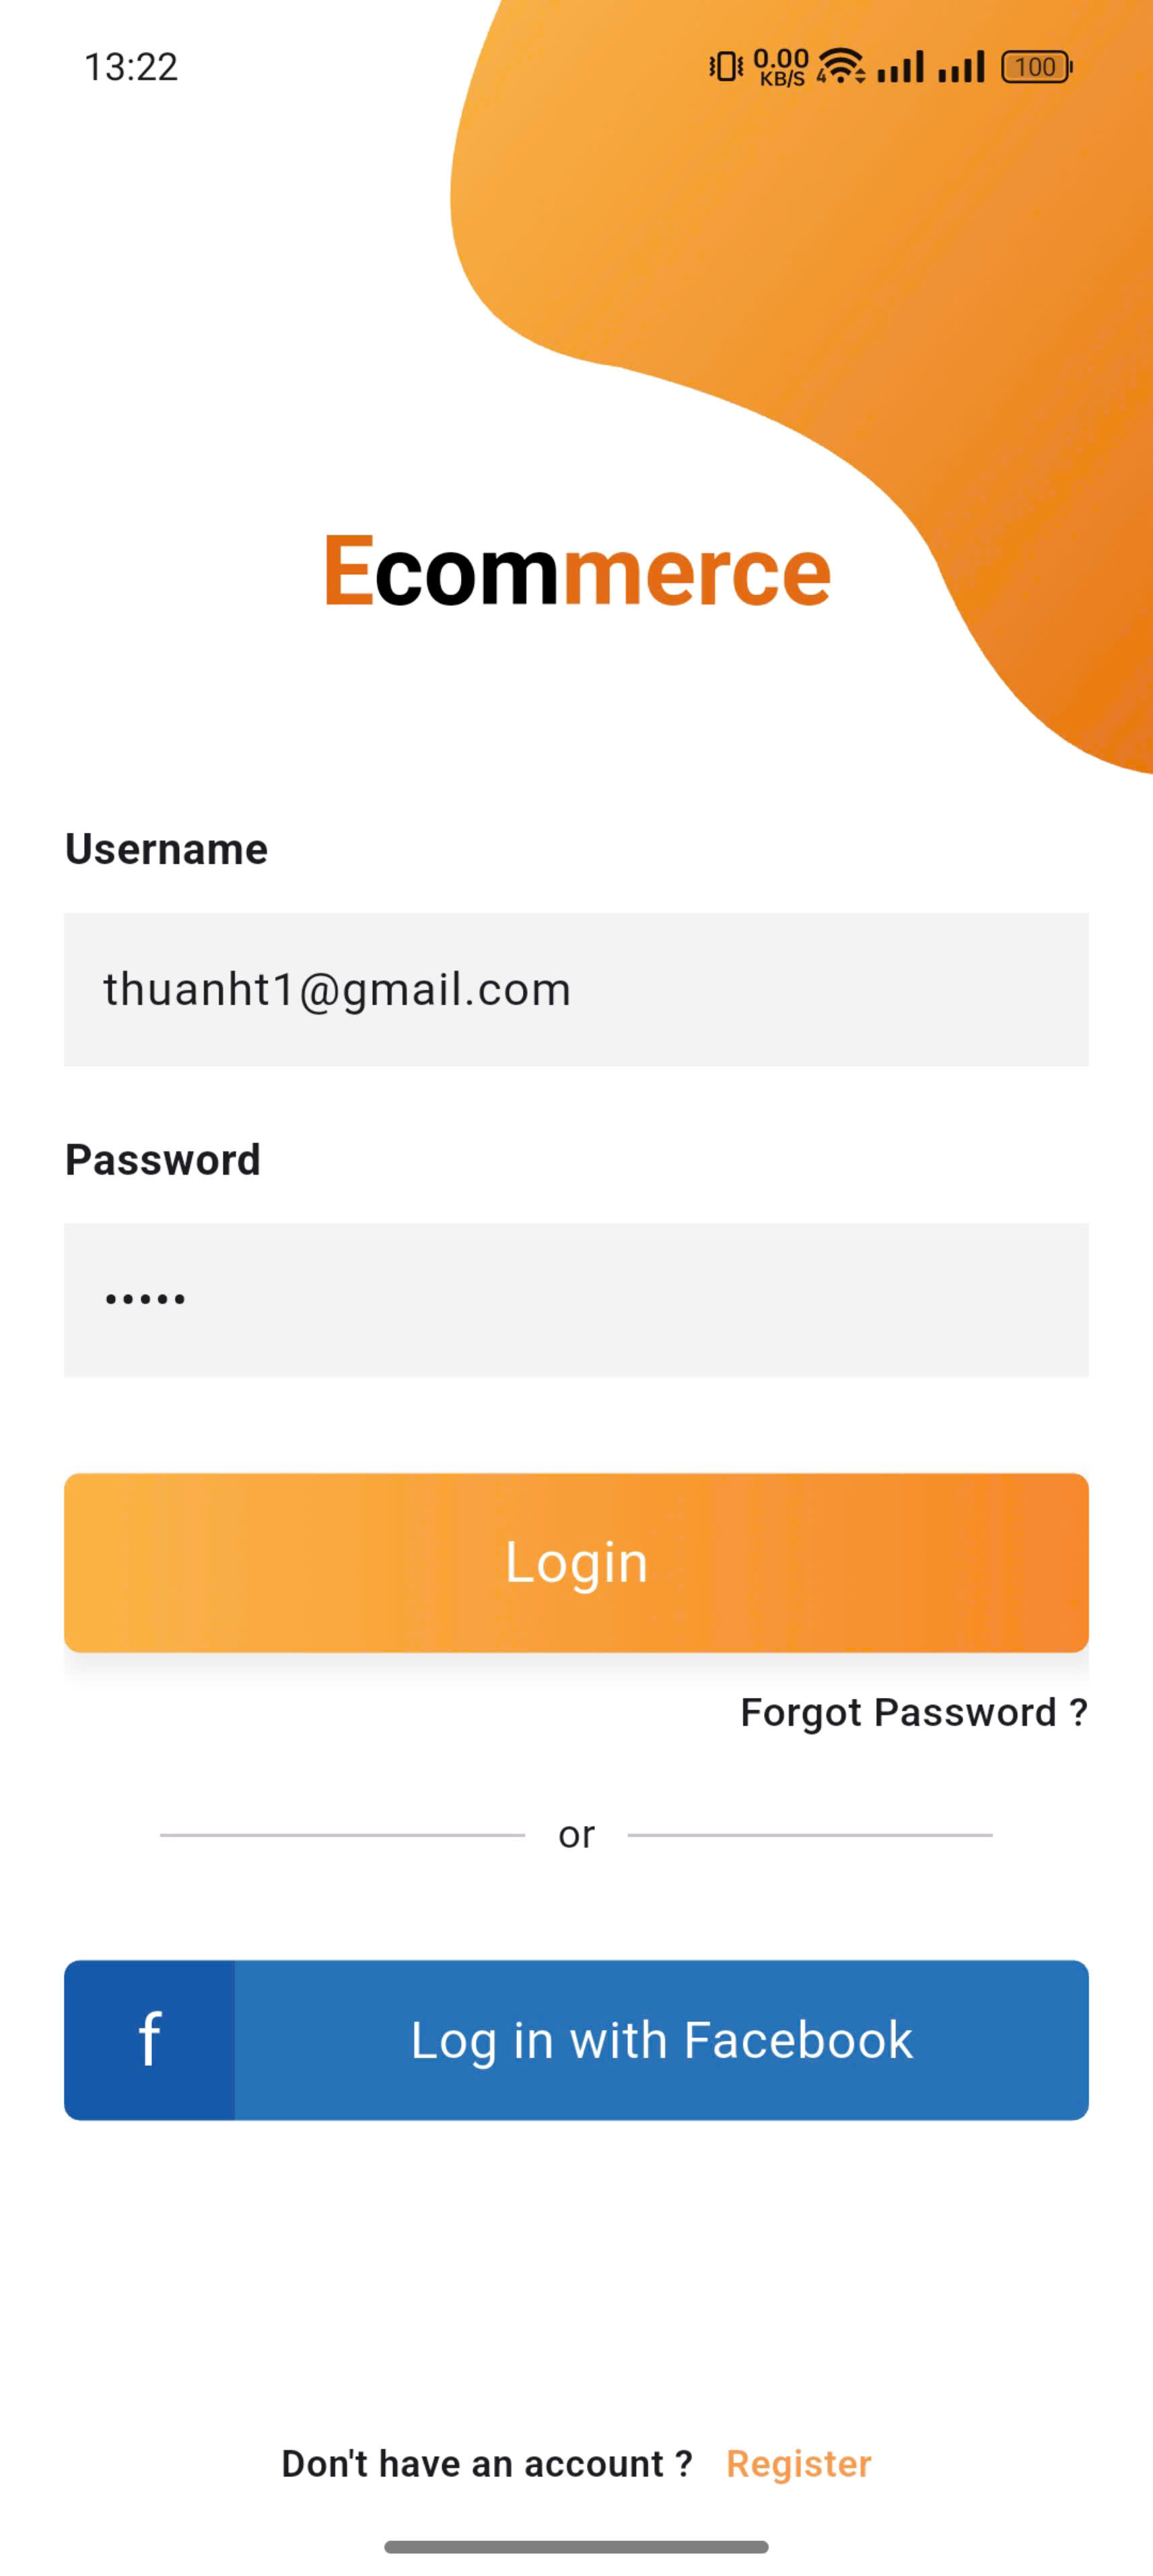 13:22 0.00 KB/S 4 100
Ecommerce
Username
thuanht1@gmail.com
Password
•••••
Login
Forgot Password ?
or
f Log in with Facebook
Don't have an account ? Register